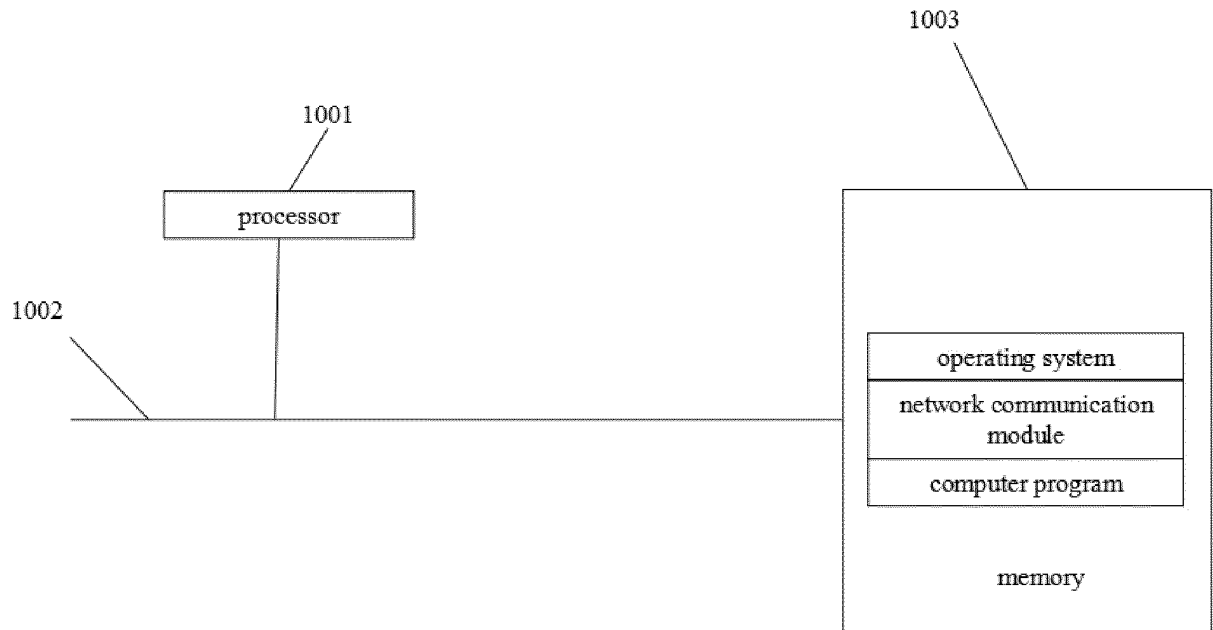 1003
1001
processor
1002
operating system
network communication
module
computer program
memory